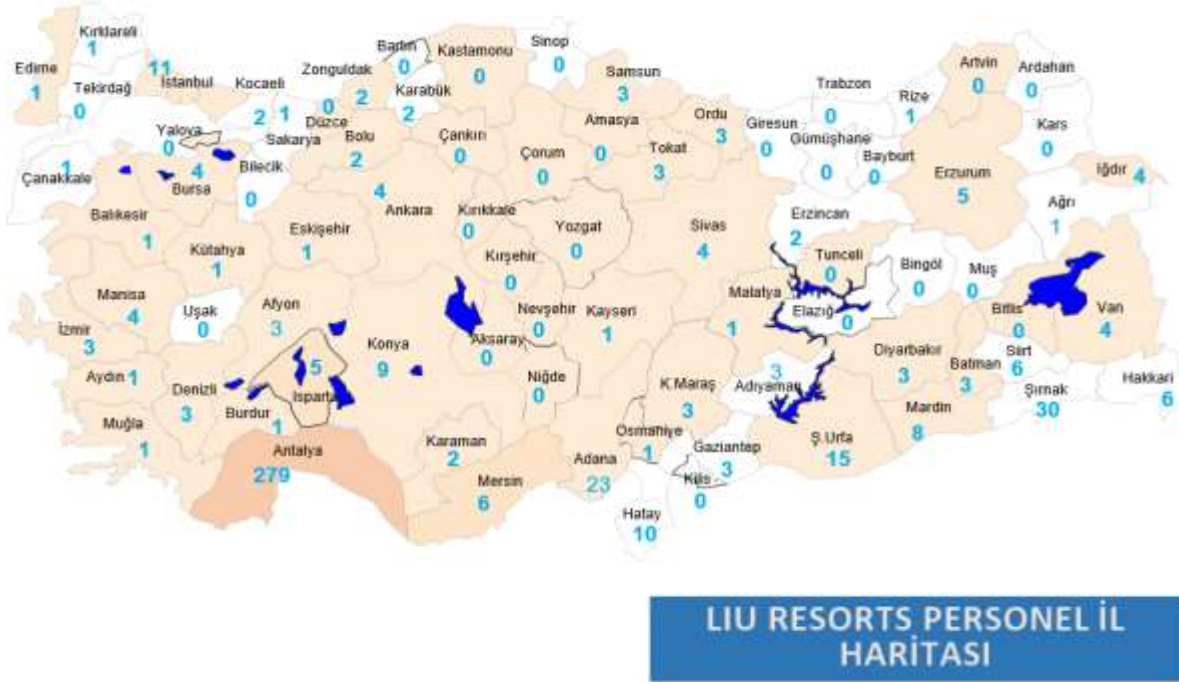 Kırklareli
1
Edirne
1
Tekirdağ
0
11
İstanbul
Kocaeli
2
1
Sakarya
Yalova
0
Çanakkale
1
4
Bursa
Bilecik
0
Zonguldak
2
0
Düzce
Bolu
2
Bartın
0
Karabük
2
Kastamonu
0
Sinop
0
Samsun
3
Çankırı
0
Çorum
0
Amasya
0
Tokat
3
Ordu
3
Giresun
0
Trabzon
0
Gümüşhane
0
Bayburt
0
Rize
1
Artvin
0
Ardahan
0
Kars
0
Iğdır 4
Erzurum
5
Ağrı
1
Erzincan
2
Tunceli
0
Bingöl
0
Muş
0
Bitlis
0
Van
4
Balıkesir
1
Kütahya
1
Eskişehir
1
4
Ankara
Kırıkkale
0
Kırşehir
0
Yozgat
0
Sivas
4
Malatya
1
Elazığ
0
Manisa
4
Uşak
0
Afyon
3
Konya
9
Aksaray
0
Nevşehir
0
Niğde
0
Kayseri
1
K.Maraş
3
3
Adıyaman
Diyarbakır
3
Batman
3
Siirt
6
Şırnak
30
Hakkari
6
Mardin
8
Ş.Urfa
15
İzmir
3
Aydın 1
Denizli
3
Muğla
1
Burdur
1
5
Isparta
Antalya
279
Karaman
2
Mersin
6
Adana
23
Osmaniye
1
Gaziantep
3
Kilis
0
Hatay
10
LIU RESORTS PERSONEL İL
HARİTASI